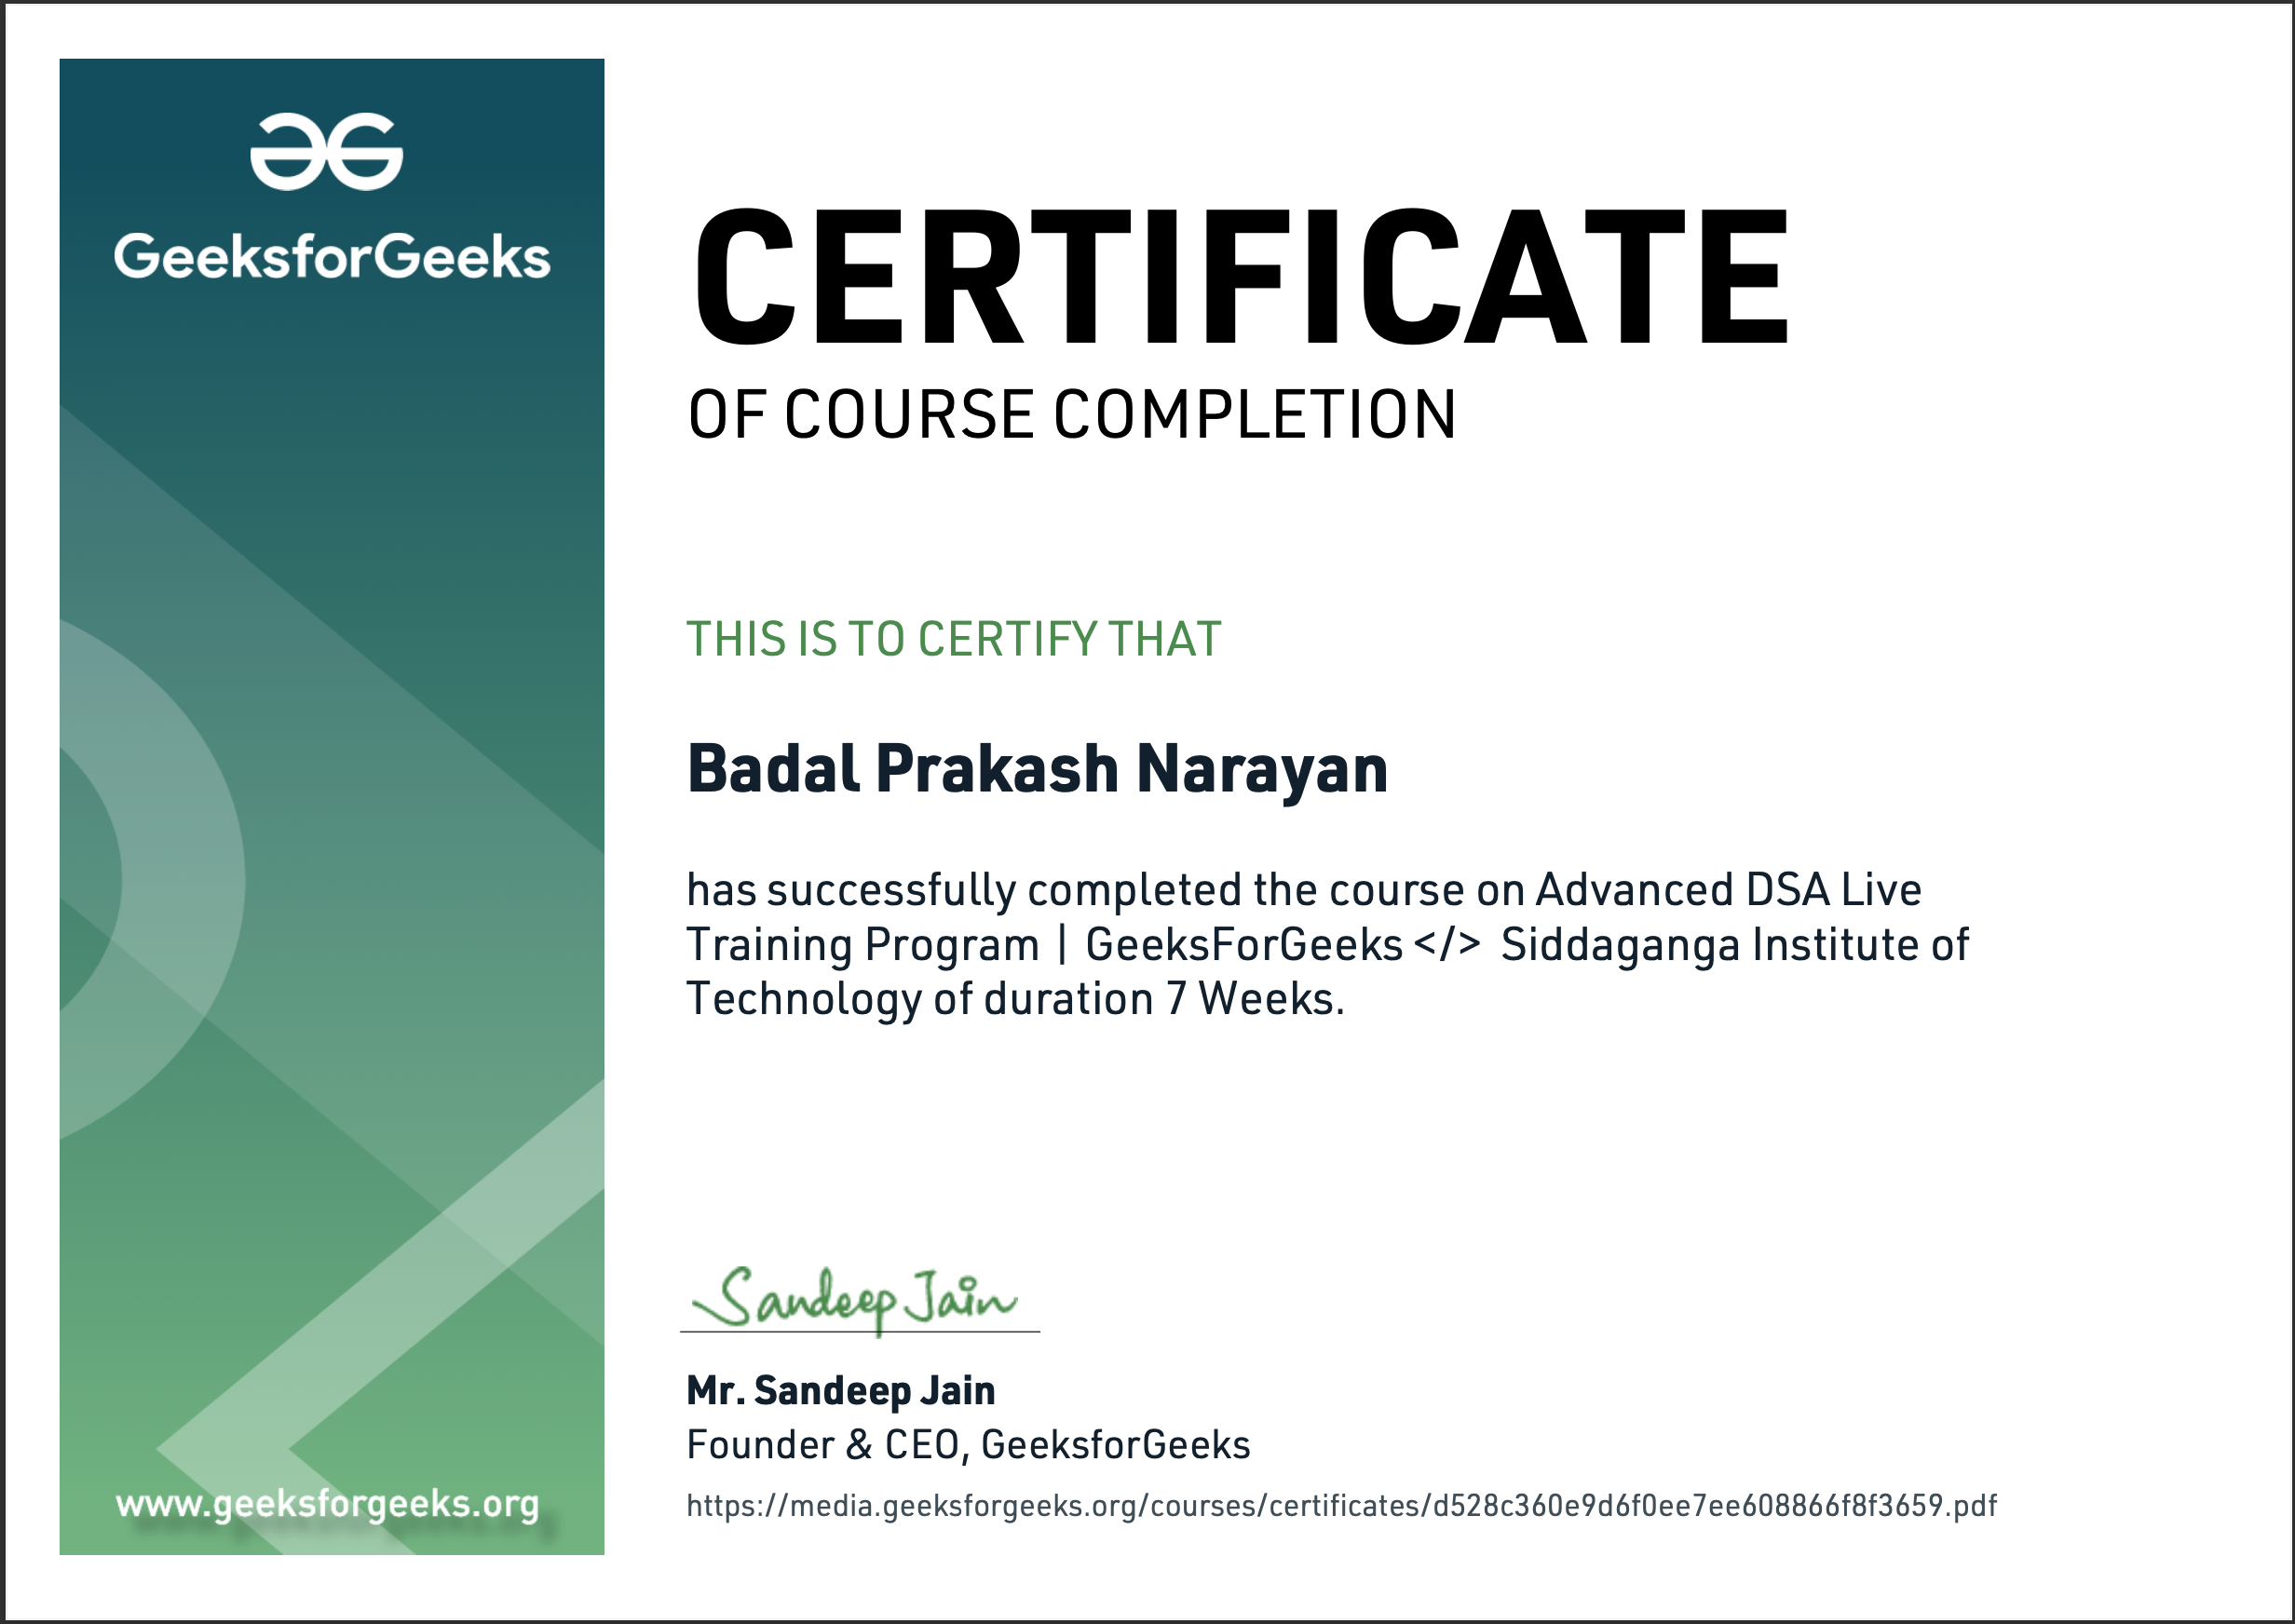 GeeksforGeeks
CERTIFICATE
OF COURSE COMPLETION
THIS IS TO CERTIFY THAT
Badal Prakash Narayan
has successfully completed the course on Advanced DSA Live
Training Program | GeeksForGeeks </> Siddaganga Institute of
Technology of duration 7 Weeks.
Sandeep Jain
Mr. Sandeep Jain
Founder & CEO, GeeksforGeeks
https://media.geeksforgeeks.org/courses/certificates/d528c360e9d6f0ee7ee608866f8f3659.pdf
www.geeksforgeeks.org